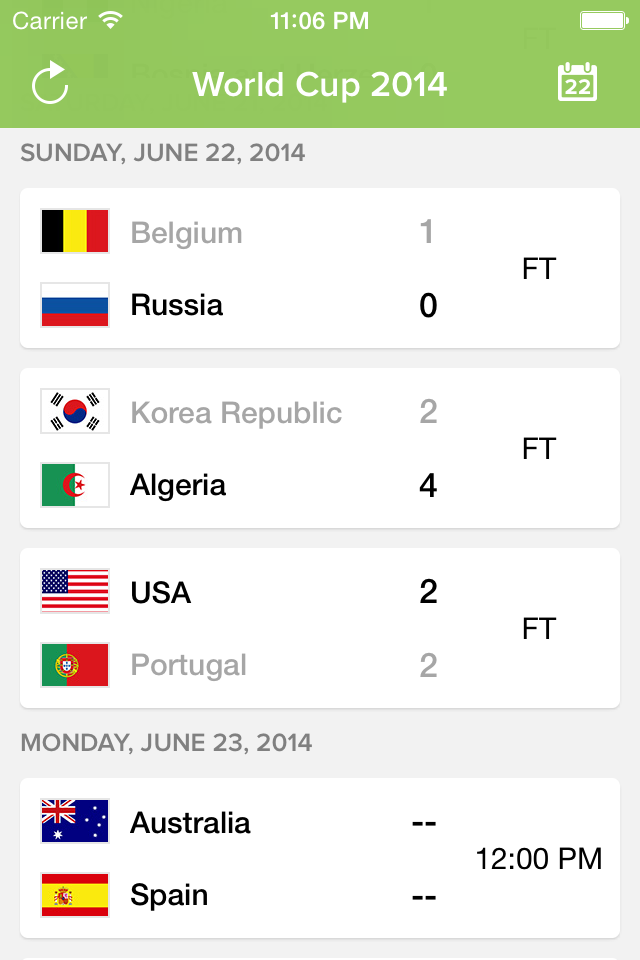 Carrier 11:06 PM
World Cup 2014 22
SUNDAY, JUNE 22, 2014
Belgium 1
FT
Russia 0
Korea Republic 2
FT
Algeria 4
USA 2
FT
Portugal 2
MONDAY, JUNE 23, 2014
Australia --
12:00 PM
Spain --